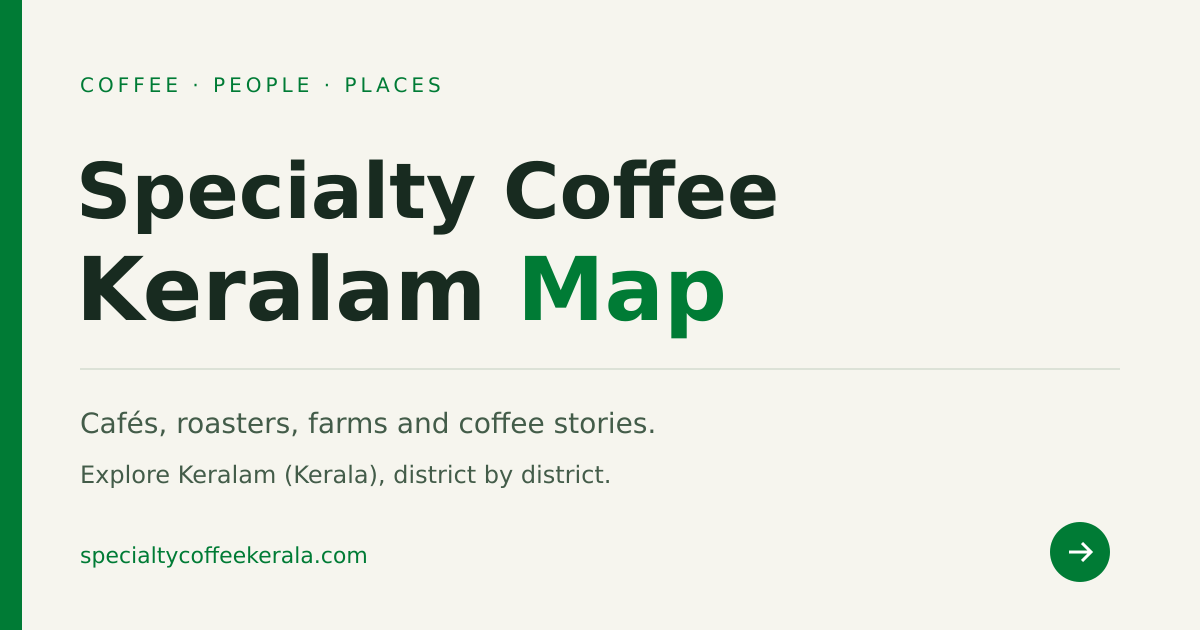 COFFEE · PEOPLE · PLACES
Specialty Coffee
Keralam Map
Cafés, roasters, farms and coffee stories.
Explore Keralam (Kerala), district by district.
specialtycoffeekerala.com